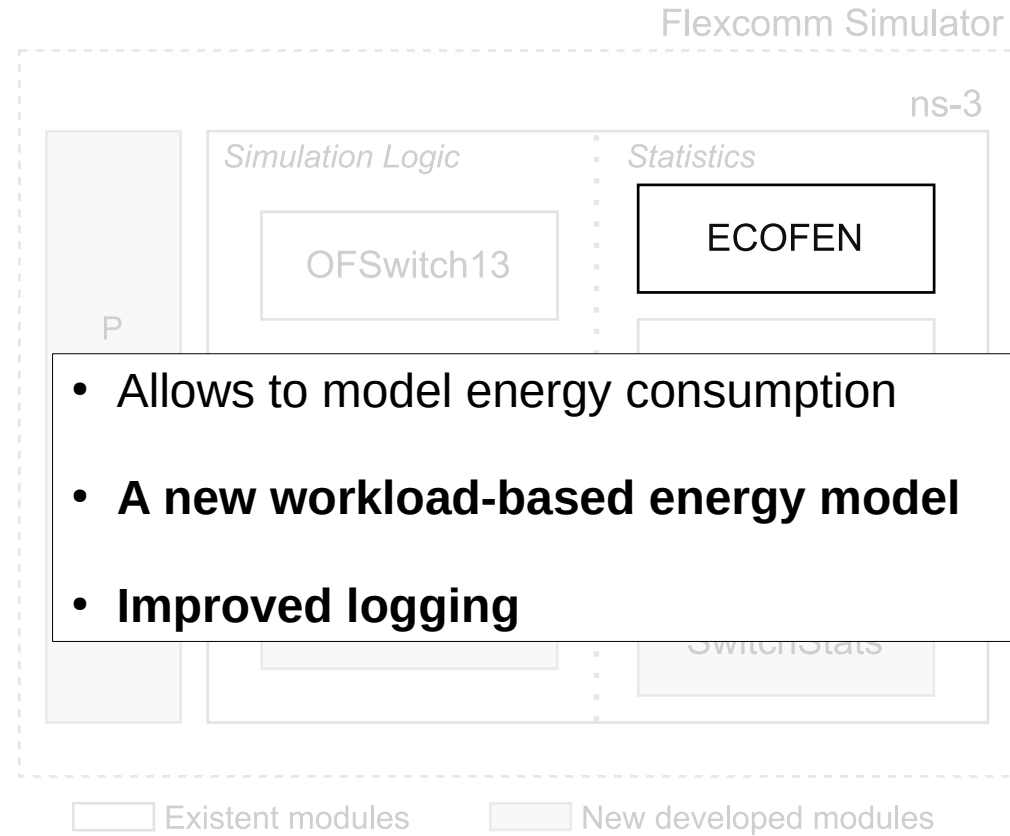 Flexcomm Simulator
ns-3
Simulation Logic
Statistics
ECOFEN
OFSwitch13
P
• Allows to model energy consumption
• A new workload-based energy model
• Improved logging
SwitchStats
Existent modules
New developed modules